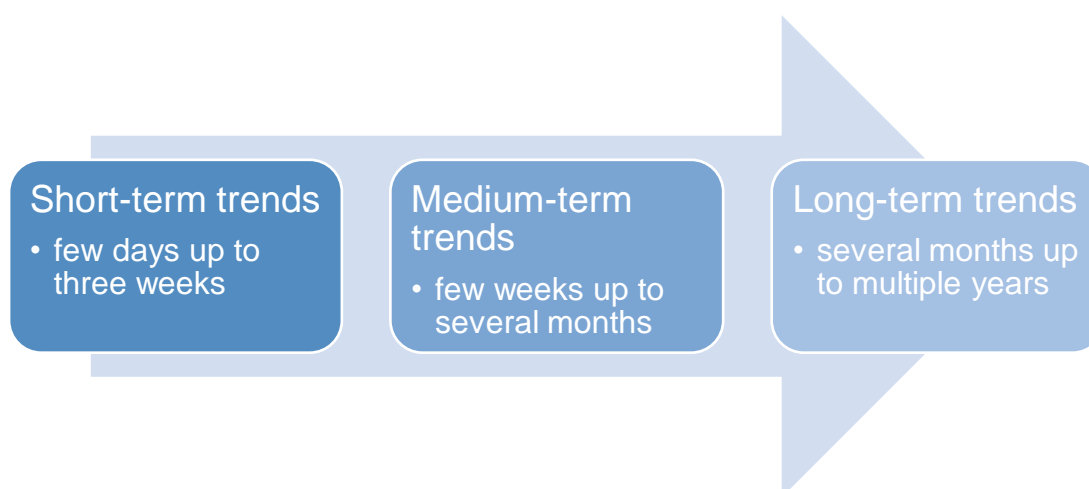 Short-term trends
• few days up to
three weeks
Medium-term
trends
• few weeks up to
several months
Long-term trends
• several months up
to multiple years